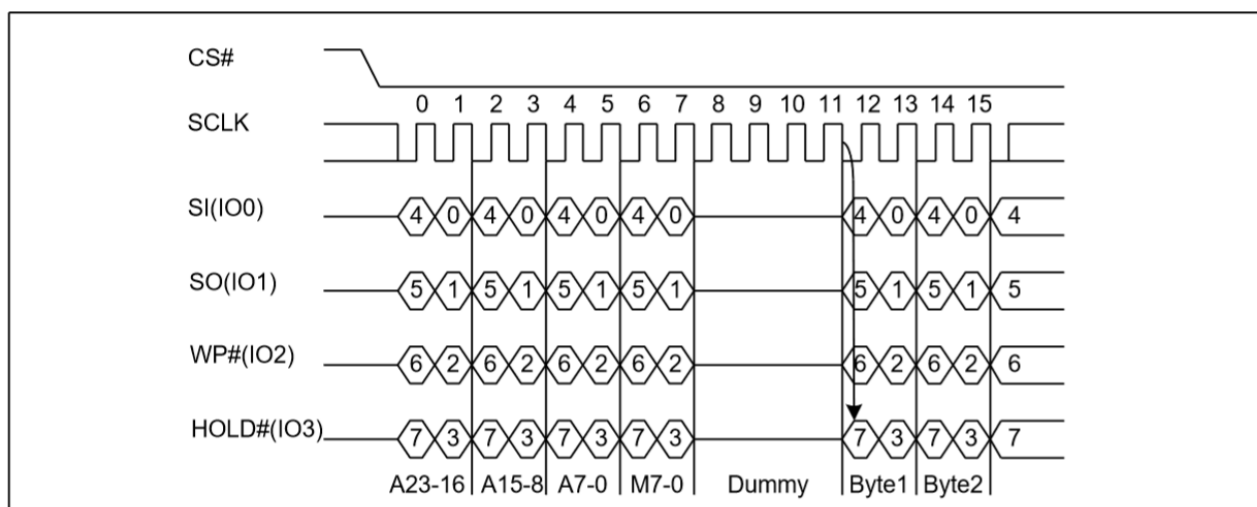 CS#
0 1 2 3 4 5 6 7 8 9 10 11 12 13 14 15
SCLK
SI(IO0) 4 0 4 0 4 0 4 0 4 0 4 0 4
SO(IO1) 5 1 5 1 5 1 5 1 5 1 5 1 5
WP#(IO2) 6 2 6 2 6 2 6 2 6 2 6 2 6
HOLD#(IO3) 7 3 7 3 7 3 7 3 7 3 7 3 7
A23-16 A15-8 A7-0 M7-0 Dummy Byte1 Byte2